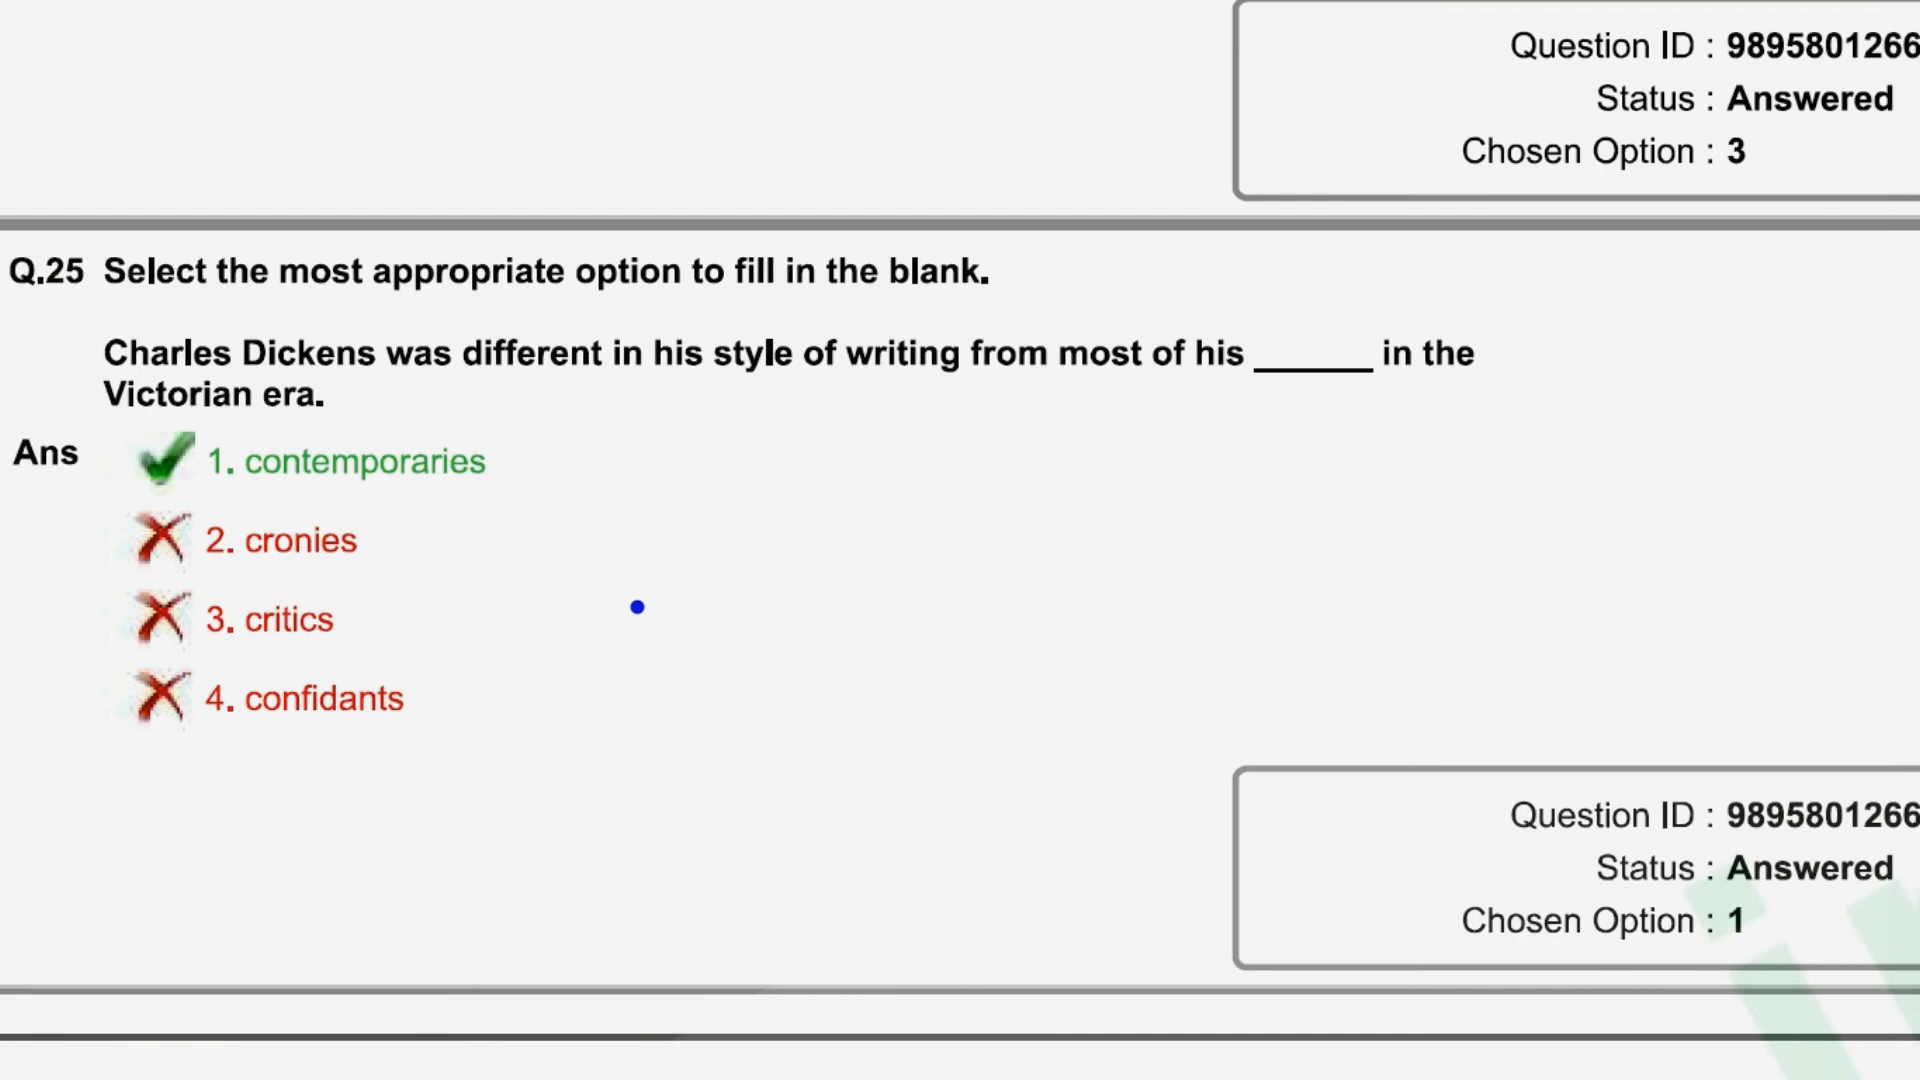 Question ID : 9895801266
Status : Answered
Chosen Option : 3
Q.25 Select the most appropriate option to fill in the blank.
Charles Dickens was different in his style of writing from most of his ______ in the
Victorian era.
Ans 1. contemporaries
2. cronies
3. critics
4. confidants
Question ID : 9895801266
Status : Answered
Chosen Option : 1